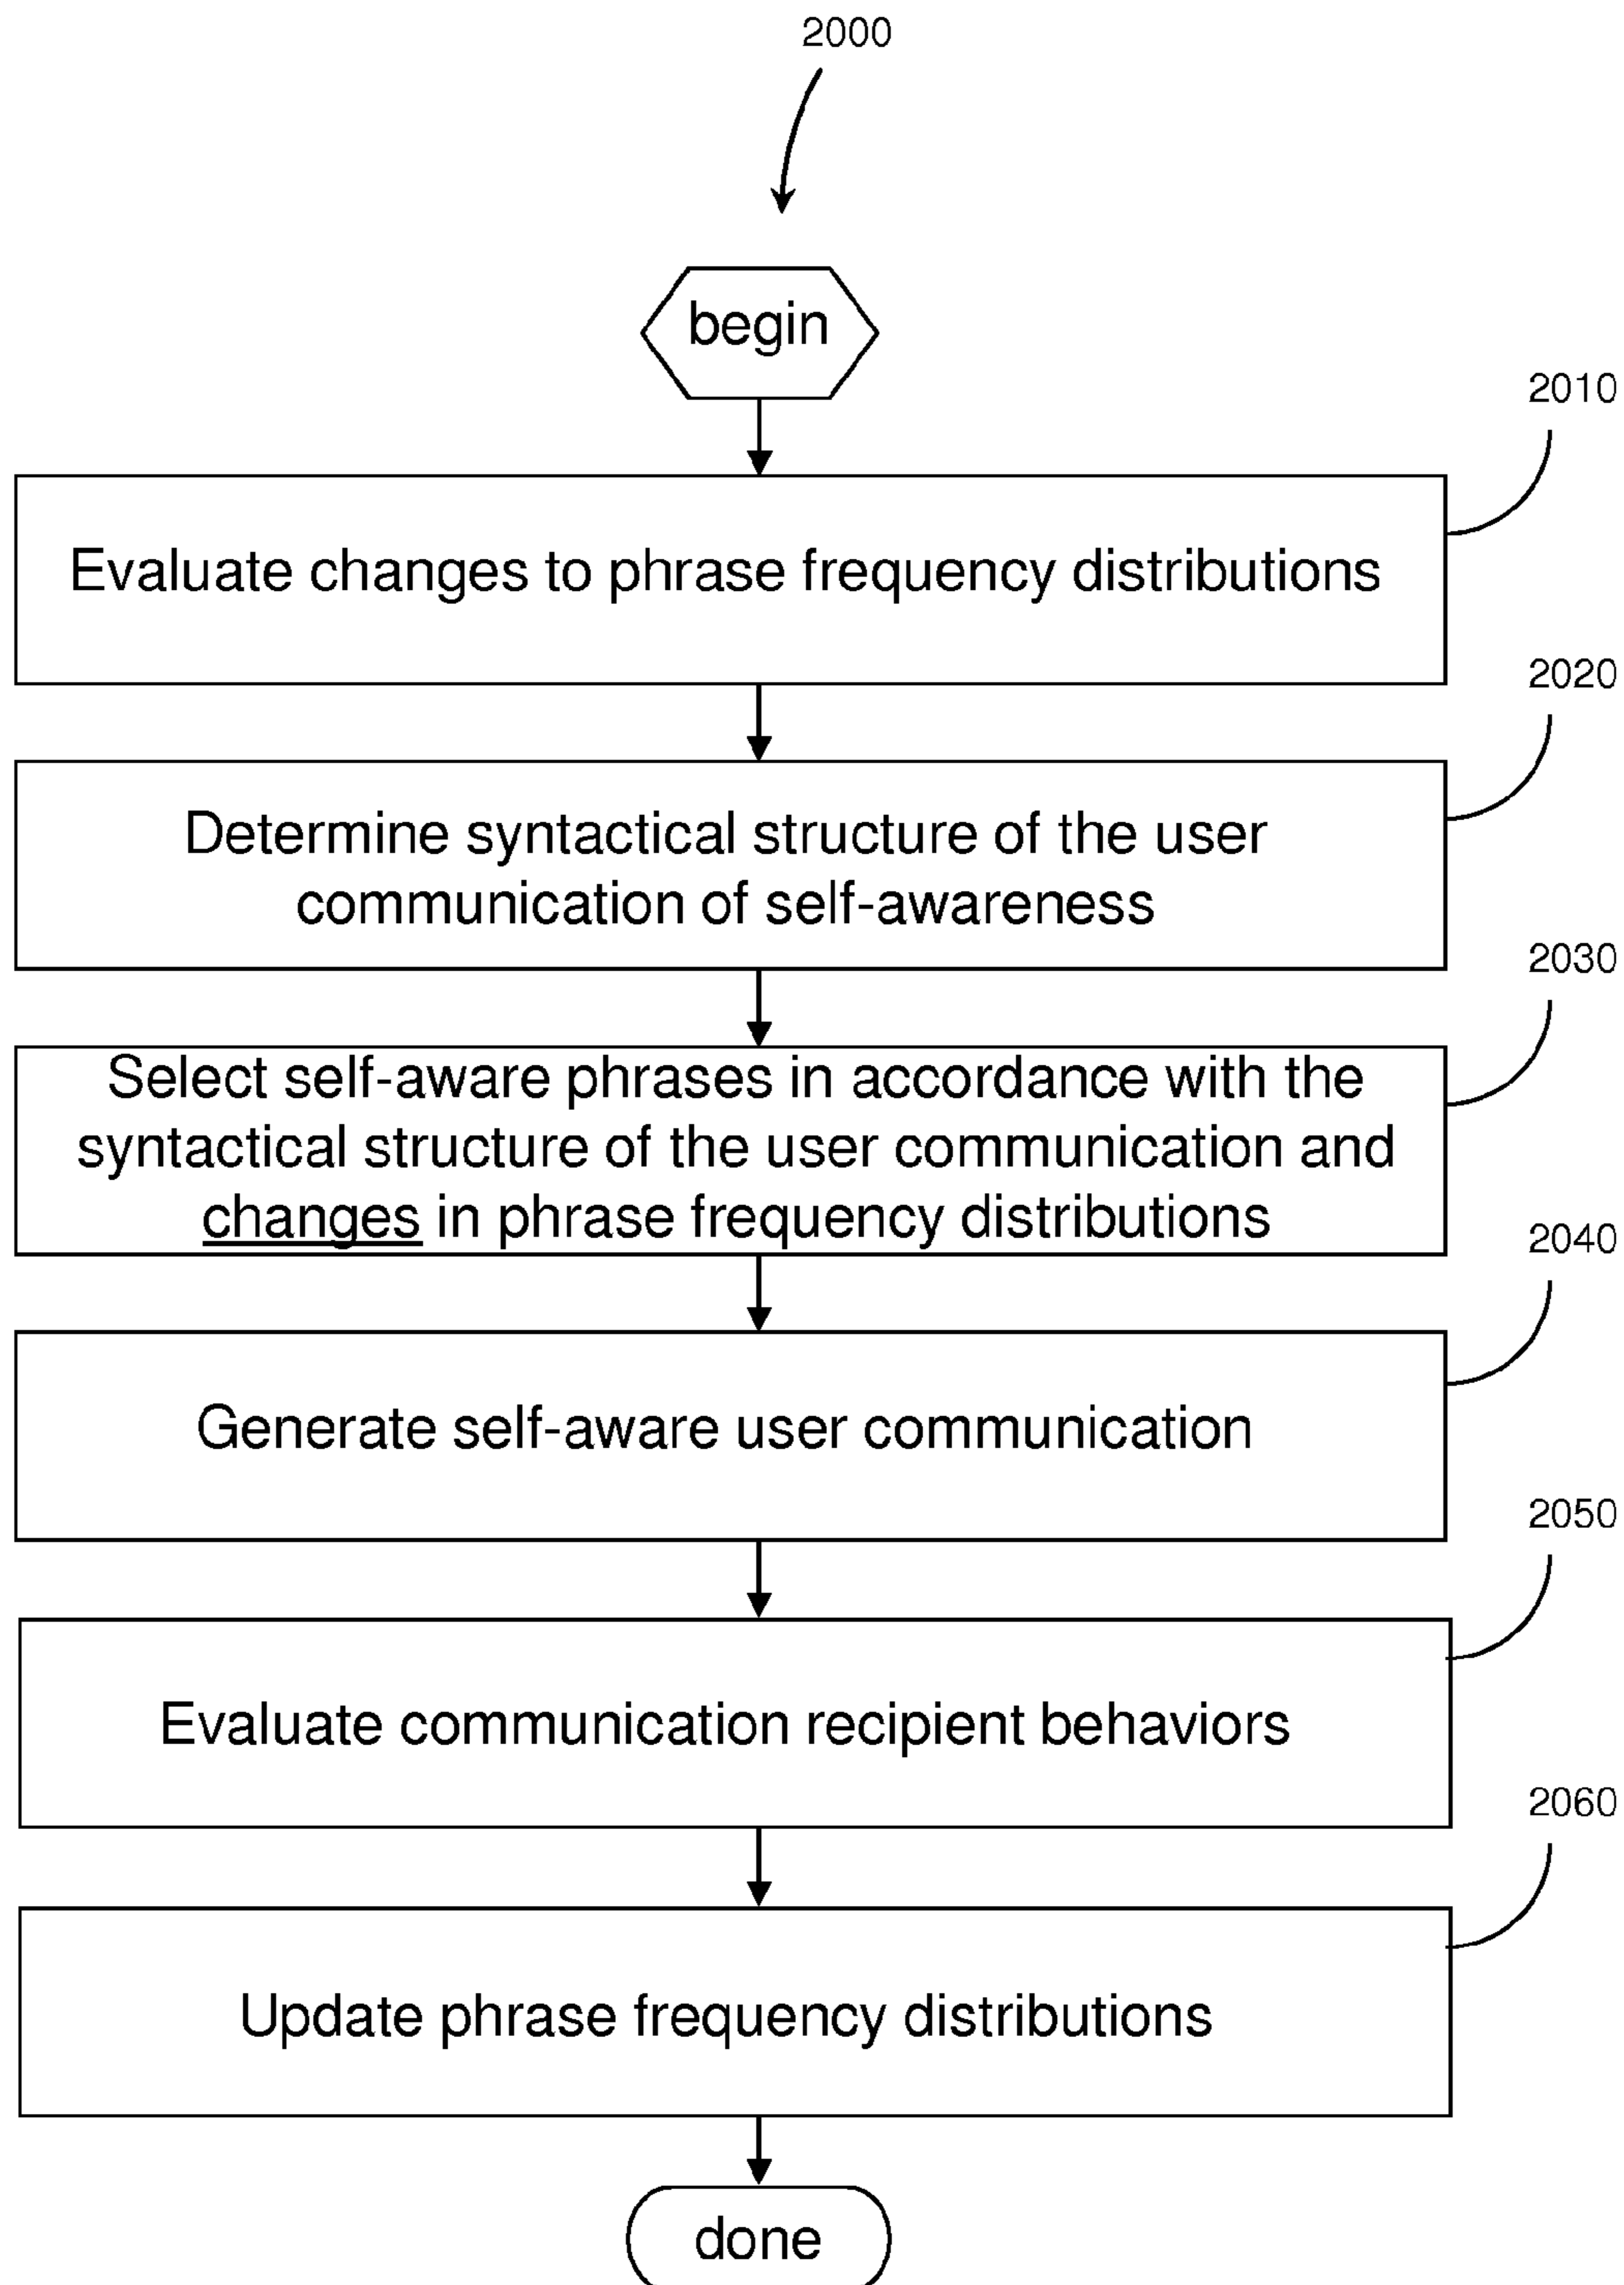 2000
begin
2010
Evaluate changes to phrase frequency distributions
2020
Determine syntactical structure of the user
communication of self-awareness
2030
Select self-aware phrases in accordance with the
syntactical structure of the user communication and
changes in phrase frequency distributions
2040
Generate self-aware user communication
2050
Evaluate communication recipient behaviors
2060
Update phrase frequency distributions
done